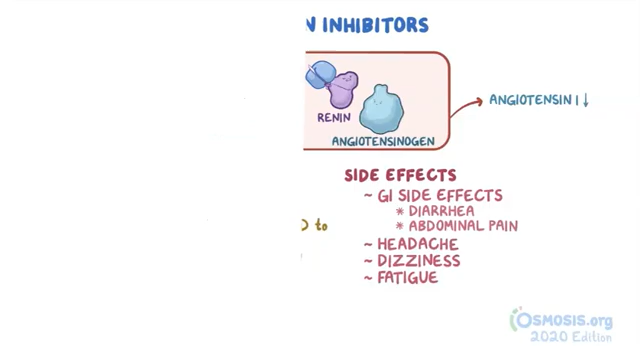 N INHIBITORS
RENIN
ANGIOTENSINOGEN
ANGIOTENSIN I ↓
SIDE EFFECTS
~ GI SIDE EFFECTS
* DIARRHEA
* ABDOMINAL PAIN
to
~ HEADACHE
~ DIZZINESS
~ FATIGUE
OSMOSIS.org
2020 Edition